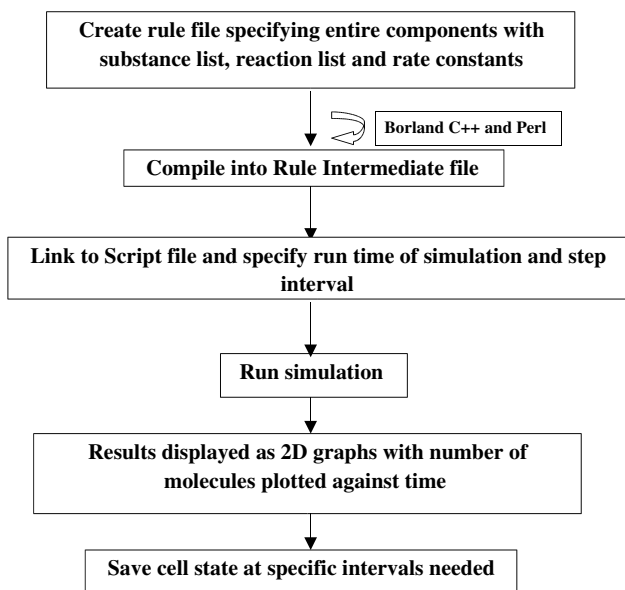 Create rule file specifying entire components with
substance list, reaction list and rate constants
Borland C++ and Perl
Compile into Rule Intermediate file
Link to Script file and specify run time of simulation and step
interval
Run simulation
Results displayed as 2D graphs with number of
molecules plotted against time
Save cell state at specific intervals needed